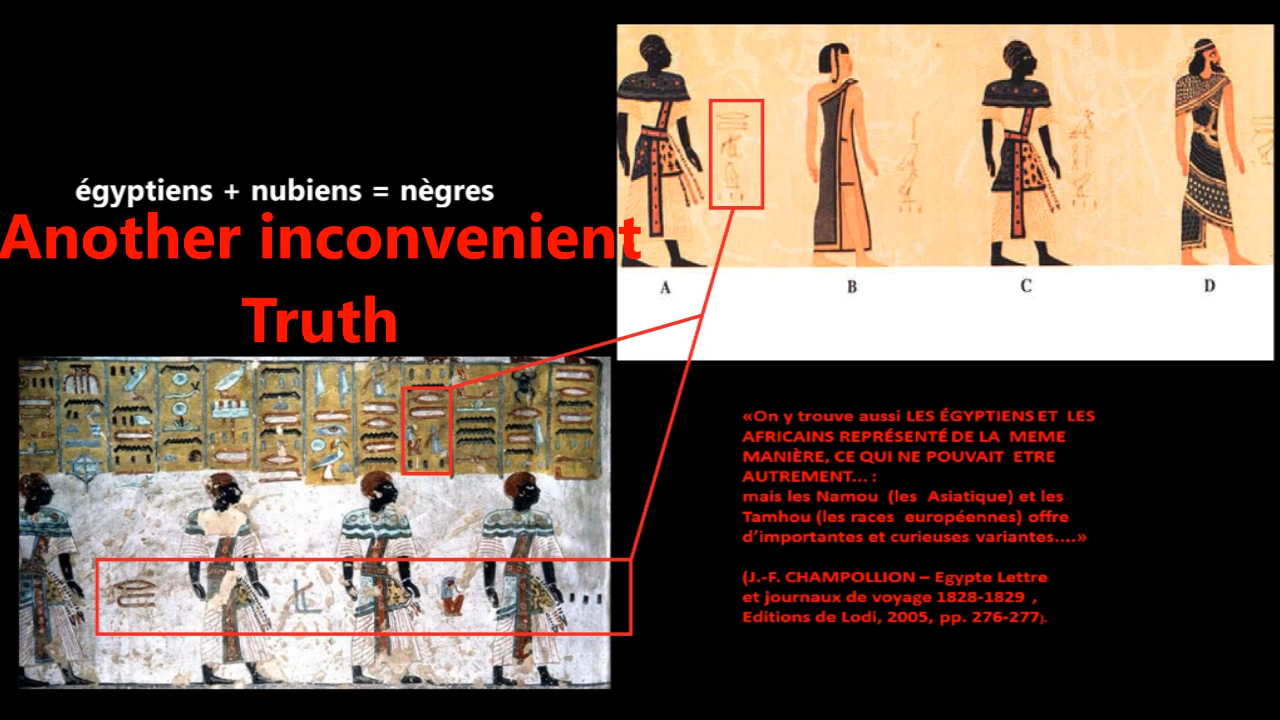 égyptiens + nubiens = nègres
Another inconvenient
Truth
A
B
C
D
«On y trouve aussi LES ÉGYPTIENS ET LES
AFRICAINS REPRÉSENTÉ DE LA MEME
MANIÈRE, CE QUI NE POUVAIT ETRE
AUTREMENT... :
mais les Namou (les Asiatique) et les
Tamhou (les races européennes) offre
d’importantes et curieuses variantes....»
(J.-F. CHAMPOLLION – Egypte Lettre
et journaux de voyage 1828-1829 ,
Editions de Lodi, 2005, pp. 276-277).